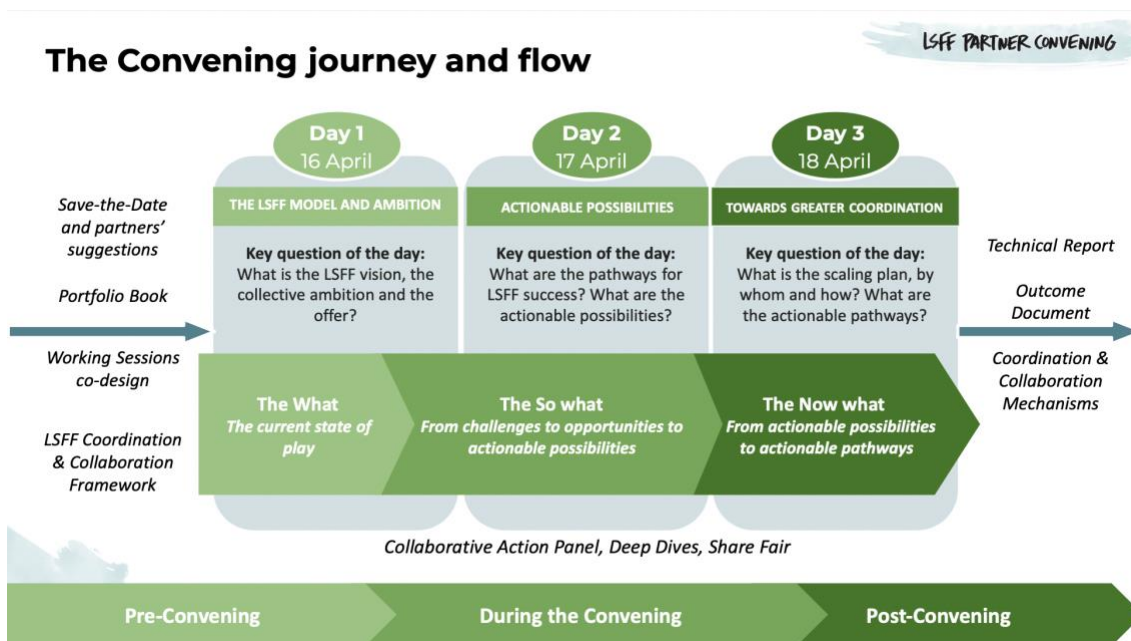 LSFF PARTNER CONVENING
The Convening journey and flow
Save-the-Date
and partners’
suggestions
Portfolio Book
Working Sessions
co-design
LSFF Coordination
& Collaboration
Framework
Day 1
16 April
THE LSFF MODEL AND AMBITION
Key question of the day:
What is the LSFF vision, the
collective ambition and the
offer?
The What
The current state of
play
Day 2
17 April
ACTIONABLE POSSIBILITIES
Key question of the day:
What are the pathways for
LSFF success? What are the
actionable possibilities?
The So what
From challenges to opportunities to
actionable possibilities
Day 3
18 April
TOWARDS GREATER COORDINATION
Key question of the day:
What is the scaling plan, by
whom and how? What are
the actionable pathways?
The Now what
From actionable possibilities
to actionable pathways
Technical Report
Outcome
Document
Coordination &
Collaboration
Mechanisms
Collaborative Action Panel, Deep Dives, Share Fair
Pre-Convening
During the Convening
Post-Convening